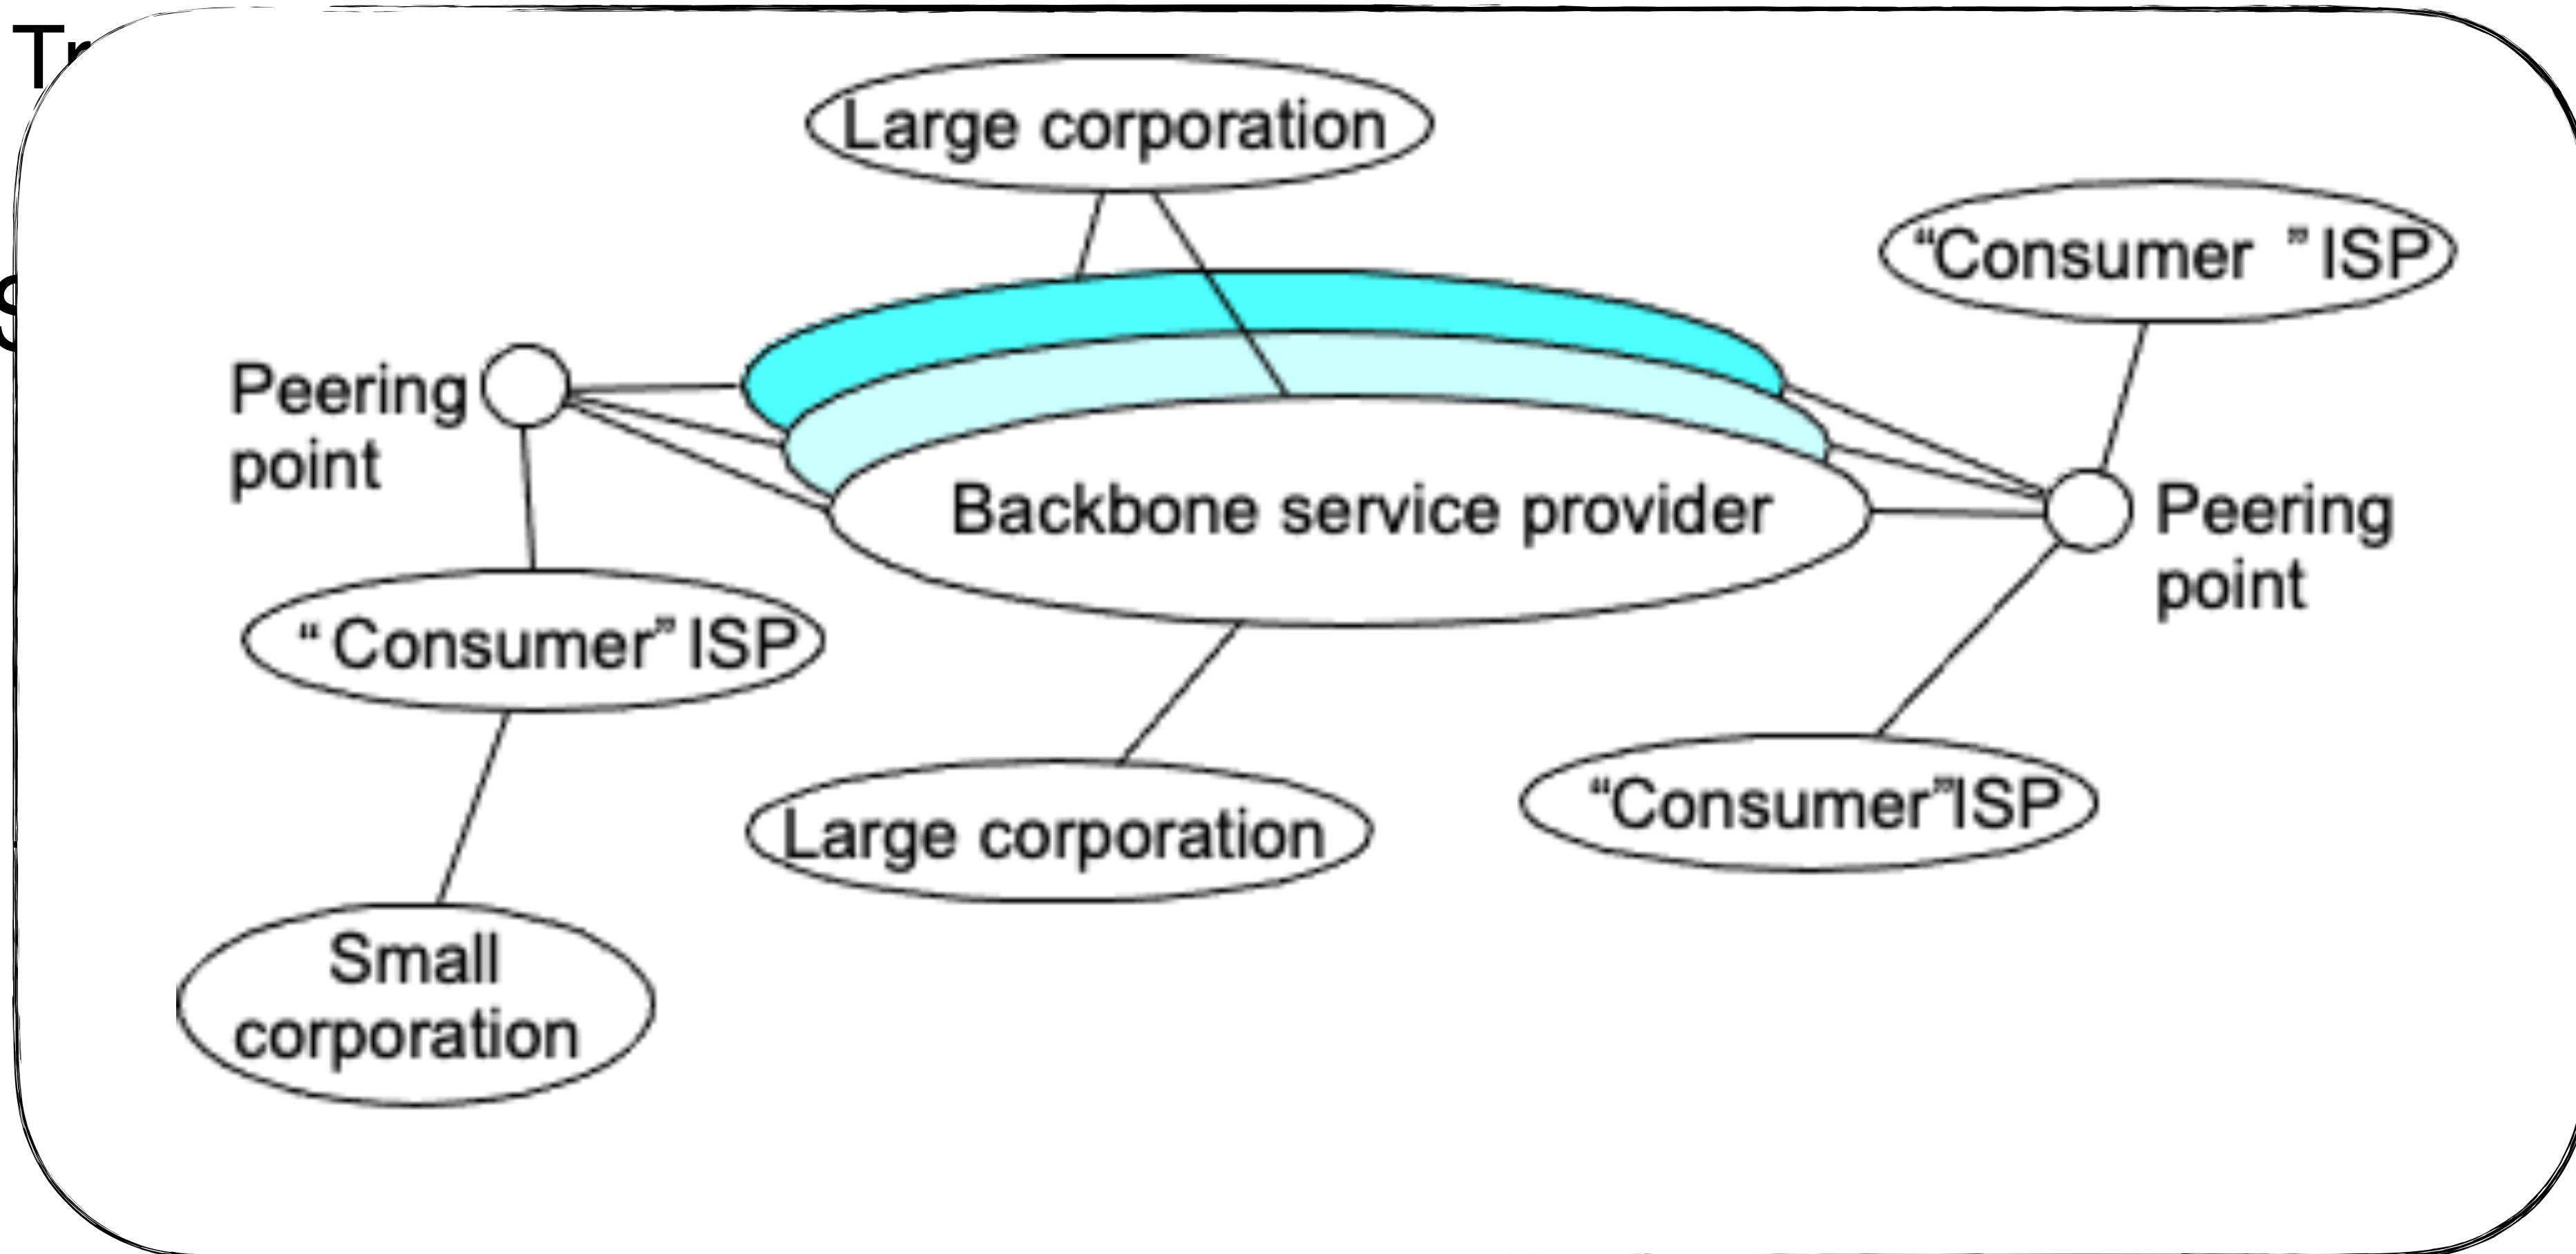 Tr
Large corporation
“Consumer ” ISP
Peering
point
Backbone service provider
Peering
point
“ Consumer” ISP
Large corporation
“Consumer”ISP
Small
corporation